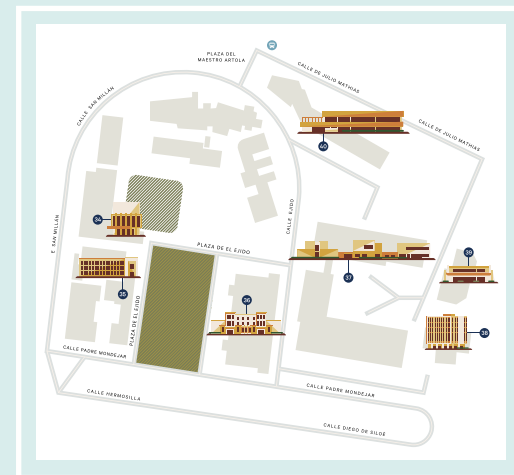 PLAZA DEL
MAESTRO ARTOLA
CALLE DE JULIO MATHIAS
CALLE SAN MILLÁN
CALLE DE JULIO MATHIAS
40
34
E SAN MILLÁN
CALLE EJIDO
PLAZA DE EL EJIDO
39
37
35
36
PLAZA DE EL EJIDO
38
CALLE PADRE MONDEJAR
CALLE PADRE MONDEJAR
CALLE HERMOSILLA
CALLE DIEGO DE SILOÉ